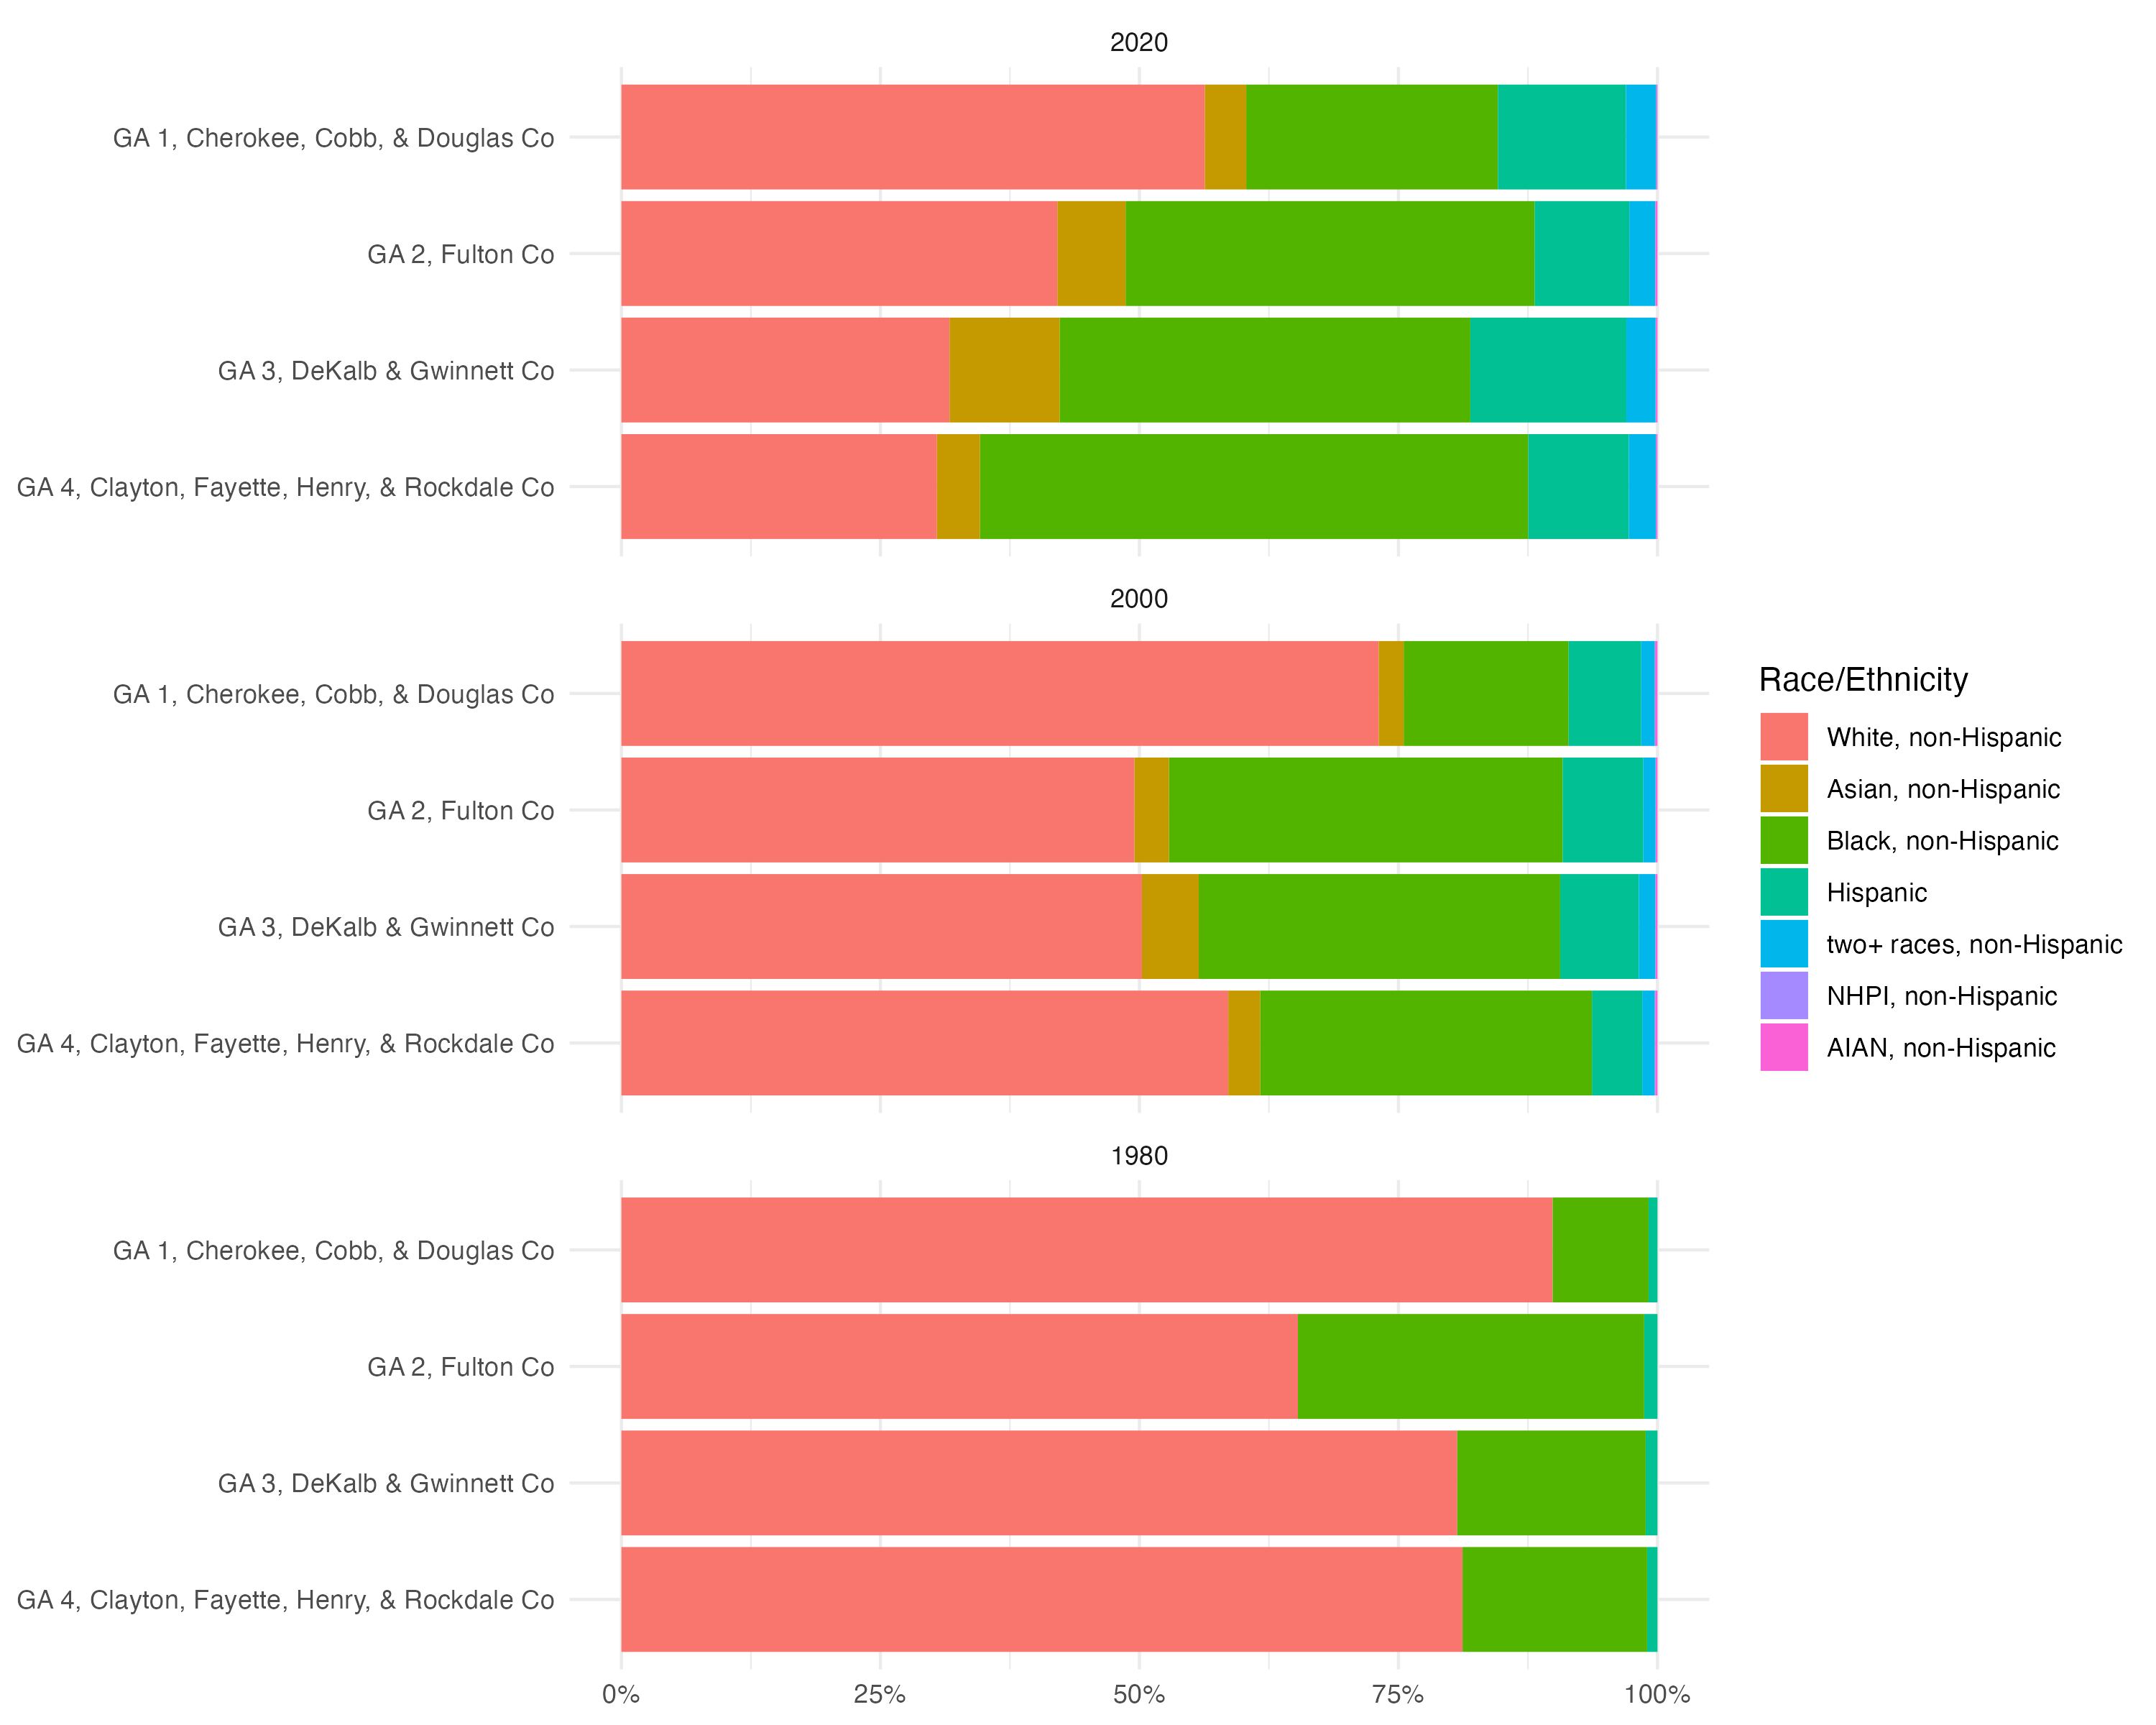 2020
GA 1, Cherokee, Cobb, & Douglas Co
GA 2, Fulton Co
GA 3, DeKalb & Gwinnett Co
GA 4, Clayton, Fayette, Henry, & Rockdale Co
2000
GA 1, Cherokee, Cobb, & Douglas Co
GA 2, Fulton Co
GA 3, DeKalb & Gwinnett Co
GA 4, Clayton, Fayette, Henry, & Rockdale Co
1980
GA 1, Cherokee, Cobb, & Douglas Co
GA 2, Fulton Co
GA 3, DeKalb & Gwinnett Co
GA 4, Clayton, Fayette, Henry, & Rockdale Co
0% 25% 50% 75% 100%
Race/Ethnicity
White, non-Hispanic
Asian, non-Hispanic
Black, non-Hispanic
Hispanic
two+ races, non-Hispanic
NHPI, non-Hispanic
AIAN, non-Hispanic